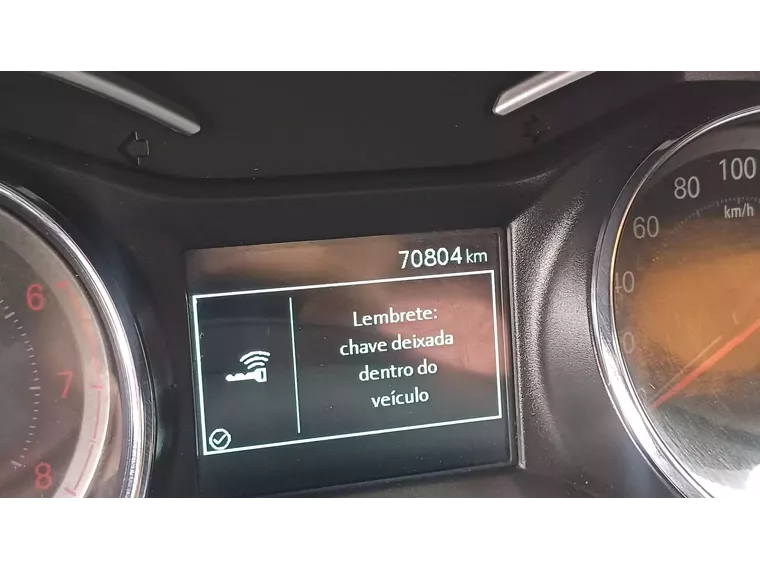 70804 km
Lembrete:
chave deixada
dentro do
veículo
6
7
8
100
80
60
40
km/h